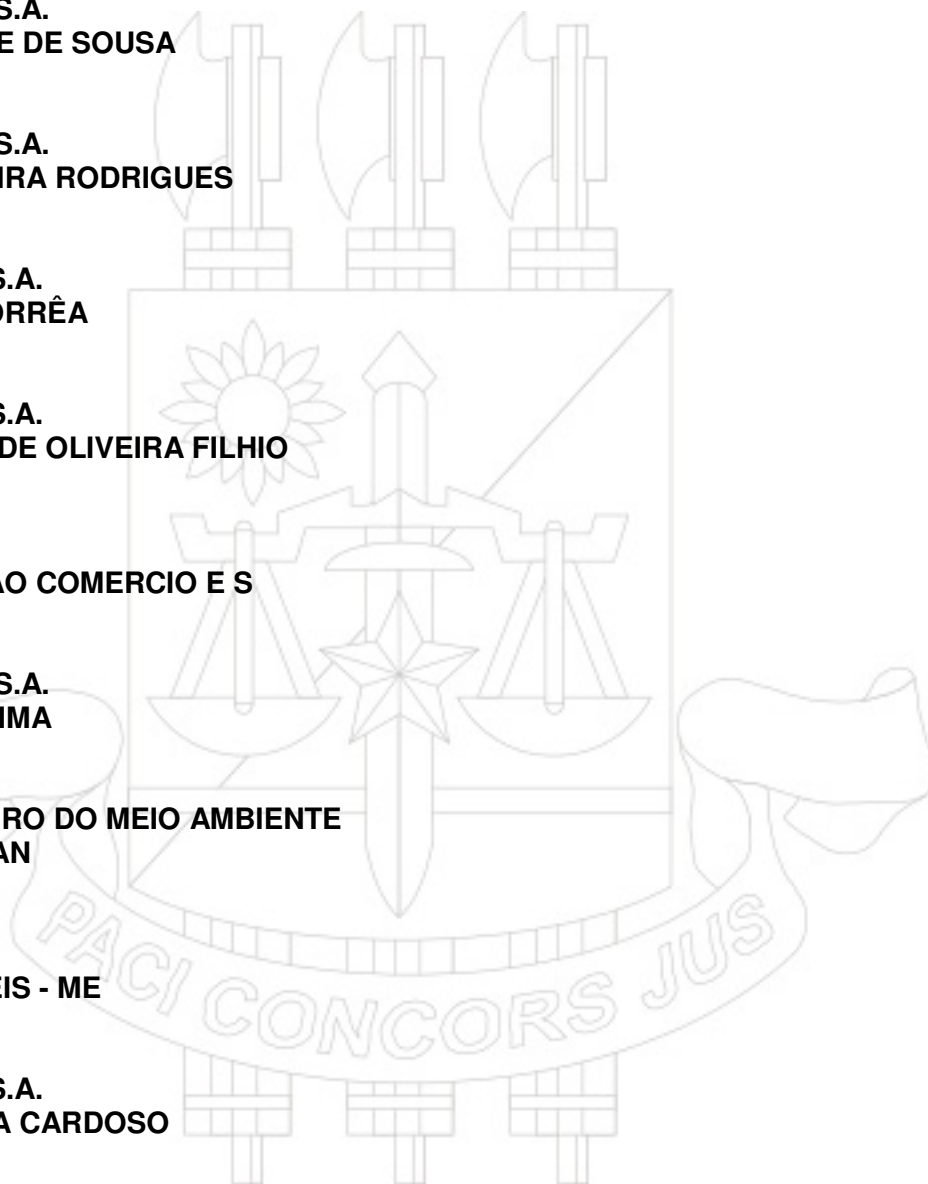 S.A.
E DE SOUSA
S.A.
IRA RODRIGUES
S.A.
ORRÊA
S.A.
DE OLIVEIRA FILHIO
AO COMERCIO E S
S.A.
IMA
RO DO MEIO AMBIENTE
AN
EIS - ME
S.A.
A CARDOSO
PACI CONCORS JUS